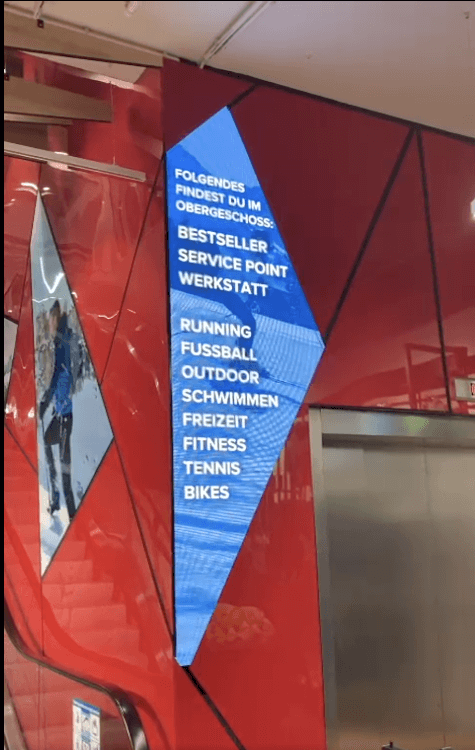 FOLGENDES
FINDEST DU IM
OBERGESCHOSS:
BESTSELLER
SERVICE POINT
WERKSTATT
RUNNING
FUSSBALL
OUTDOOR
SCHWIMMEN
FREIZEIT
FITNESS
TENNIS
BIKES